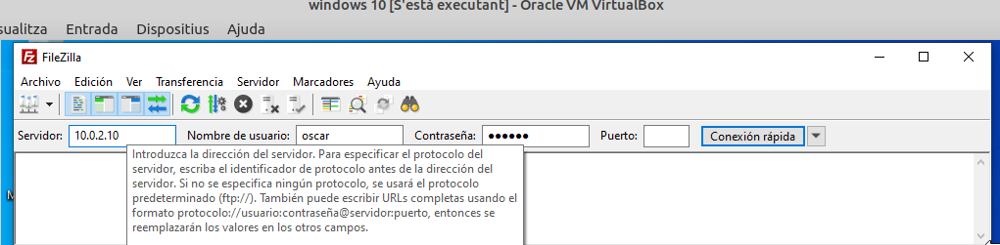 windows 10 [S'està executant] - Oracle VM VirtualBox
sualitza Entrada Dispositius Ajuda
FileZilla
Archivo Edición Ver Transferencia Servidor Marcadores Ayuda
Servidor: 10.0.2.10 Nombre de usuario: oscar Contraseña: ●●●●●● Puerto: Conexión rápida
Introduzca la dirección del servidor. Para especificar el protocolo del
servidor, escriba el identificador de protocolo antes de la dirección del
servidor. Si no se especifica ningún protocolo, se usará el protocolo
predeterminado (ftp://). También puede escribir URLs completas usando el
formato protocolo://usuario:contraseña@servidor:puerto, entonces se
reemplazarán los valores en los otros campos.